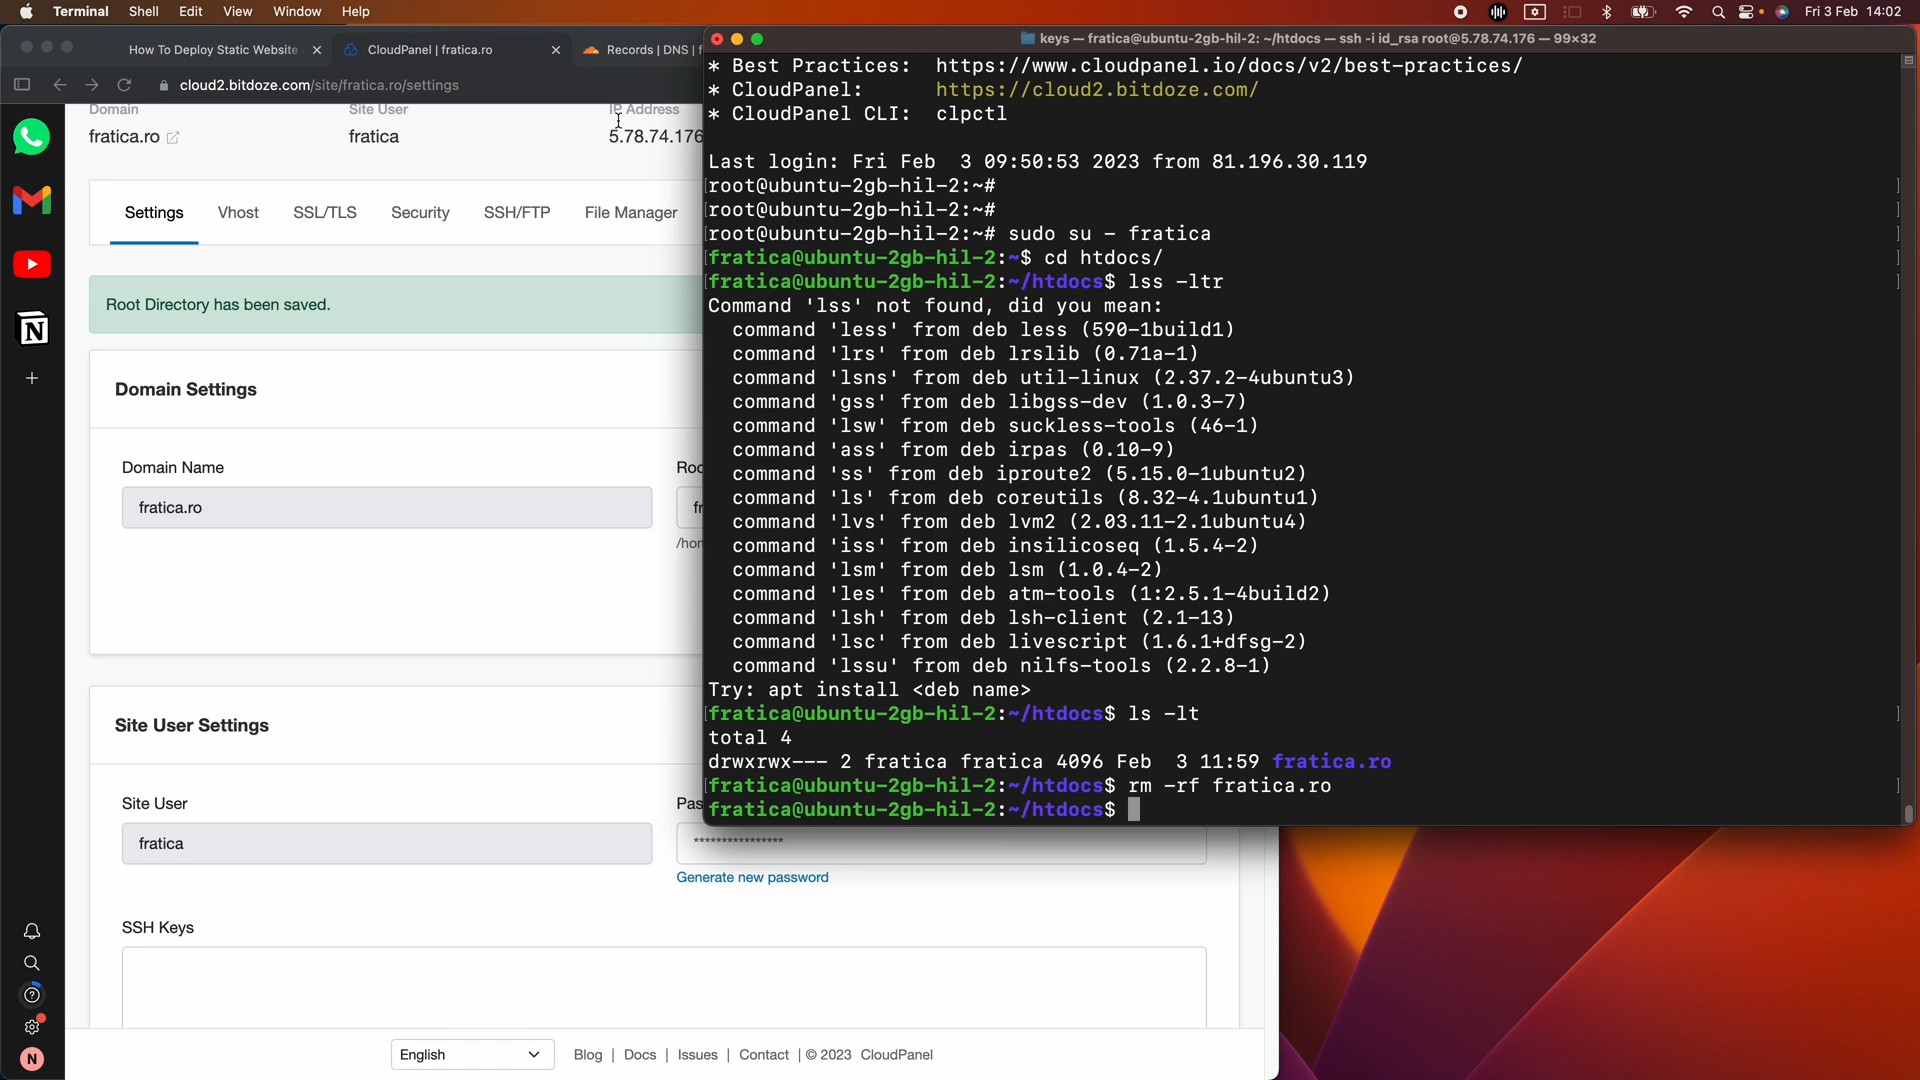 Terminal Shell Edit View Window Help
Fri 3 Feb 14:02
How To Deploy Static Website
CloudPanel | fratica.ro
Records | DNS | f
cloud2.bitdoze.com/site/fratica.ro/settings
Domain
Site User
IP Address
fratica.ro
fratica
5.78.74.176
Settings
Vhost
SSL/TLS
Security
SSH/FTP
File Manager
Root Directory has been saved.
Domain Settings
Domain Name
Roo
fratica.ro
fr
/hon
Site User Settings
Site User
Pas
fratica
****************
Generate new password
SSH Keys
N
N
English
Blog | Docs | Issues | Contact | © 2023 CloudPanel
keys — fratica@ubuntu-2gb-hil-2: ~/htdocs — ssh -i id_rsa root@5.78.74.176 — 99×32
* Best Practices: https://www.cloudpanel.io/docs/v2/best-practices/
* CloudPanel: https://cloud2.bitdoze.com/
* CloudPanel CLI: clpctl
Last login: Fri Feb 3 09:50:53 2023 from 81.196.30.119
[root@ubuntu-2gb-hil-2:~# ]
[root@ubuntu-2gb-hil-2:~# ]
[root@ubuntu-2gb-hil-2:~# sudo su - fratica ]
[fratica@ubuntu-2gb-hil-2:~$ cd htdocs/ ]
[fratica@ubuntu-2gb-hil-2:~/htdocs$ lss -ltr ]
Command 'lss' not found, did you mean:
command 'less' from deb less (590-1build1)
command 'lrs' from deb lrslib (0.71a-1)
command 'lsns' from deb util-linux (2.37.2-4ubuntu3)
command 'gss' from deb libgss-dev (1.0.3-7)
command 'lsw' from deb suckless-tools (46-1)
command 'ass' from deb irpas (0.10-9)
command 'ss' from deb iproute2 (5.15.0-1ubuntu2)
command 'ls' from deb coreutils (8.32-4.1ubuntu1)
command 'lvs' from deb lvm2 (2.03.11-2.1ubuntu4)
command 'iss' from deb insilicoseq (1.5.4-2)
command 'lsm' from deb lsm (1.0.4-2)
command 'les' from deb atm-tools (1:2.5.1-4build2)
command 'lsh' from deb lsh-client (2.1-13)
command 'lsc' from deb livescript (1.6.1+dfsg-2)
command 'lssu' from deb nilfs-tools (2.2.8-1)
Try: apt install <deb name>
[fratica@ubuntu-2gb-hil-2:~/htdocs$ ls -lt ]
total 4
drwxrwx--- 2 fratica fratica 4096 Feb 3 11:59 fratica.ro
[fratica@ubuntu-2gb-hil-2:~/htdocs$ rm -rf fratica.ro ]
fratica@ubuntu-2gb-hil-2:~/htdocs$